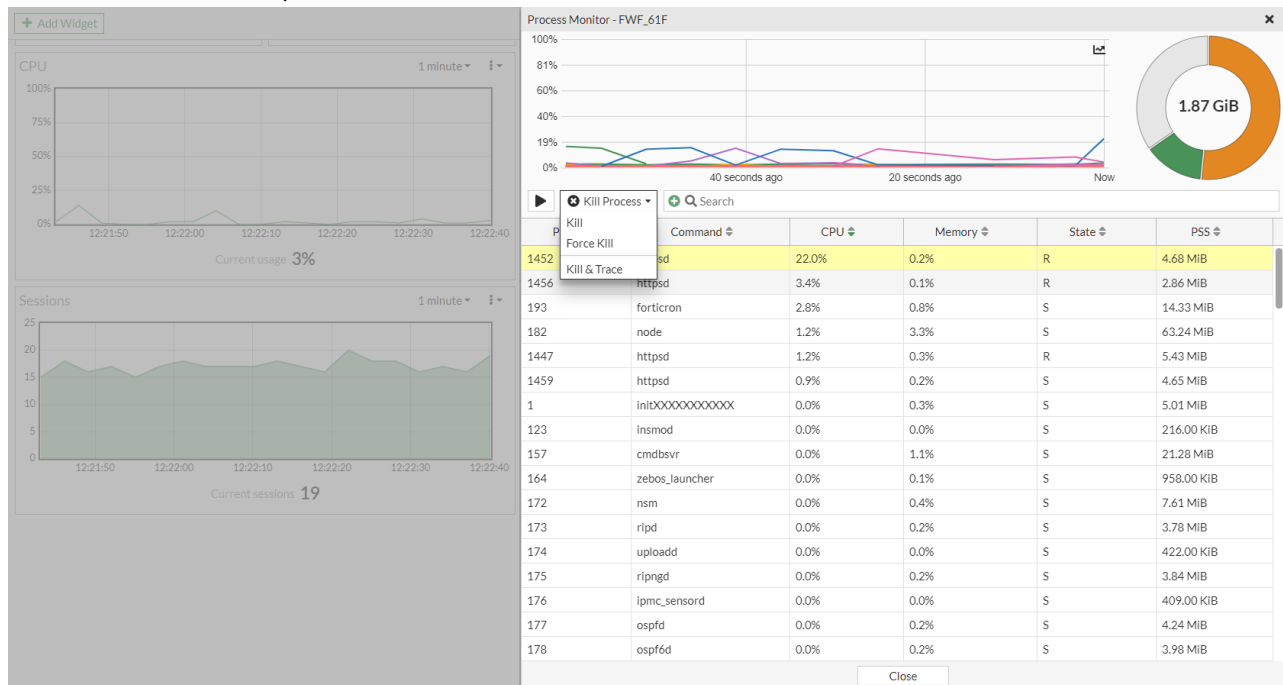 Add Widget
CPU
1 minute
100%
75%
50%
25%
0%
12:21:50 12:22:00 12:22:10 12:22:20 12:22:30 12:22:40
Current usage 3%
Sessions
1 minute
25
20
15
10
5
0
12:21:50 12:22:00 12:22:10 12:22:20 12:22:30 12:22:40
Current sessions 19
Process Monitor - FWF_61F
100%
81%
60%
40%
19%
0%
40 seconds ago 20 seconds ago Now
1.87 GiB
Kill Process Search
Kill
Force Kill
Kill & Trace
P Command CPU Memory State PSS
1452 sd 22.0% 0.2% R 4.68 MiB
1456 httpsd 3.4% 0.1% R 2.86 MiB
193 forticron 2.8% 0.8% S 14.33 MiB
182 node 1.2% 3.3% S 63.24 MiB
1447 httpsd 1.2% 0.3% R 5.43 MiB
1459 httpsd 0.9% 0.2% S 4.65 MiB
1 initXXXXXXXXXXX 0.0% 0.3% S 5.01 MiB
123 insmod 0.0% 0.0% S 216.00 KiB
157 cmdbsvr 0.0% 1.1% S 21.28 MiB
164 zebos_launcher 0.0% 0.1% S 958.00 KiB
172 nsm 0.0% 0.4% S 7.61 MiB
173 ripd 0.0% 0.2% S 3.78 MiB
174 uploadd 0.0% 0.0% S 422.00 KiB
175 ripngd 0.0% 0.2% S 3.84 MiB
176 ipmc_sensord 0.0% 0.0% S 409.00 KiB
177 ospfd 0.0% 0.2% S 4.24 MiB
178 ospf6d 0.0% 0.2% S 3.98 MiB
Close